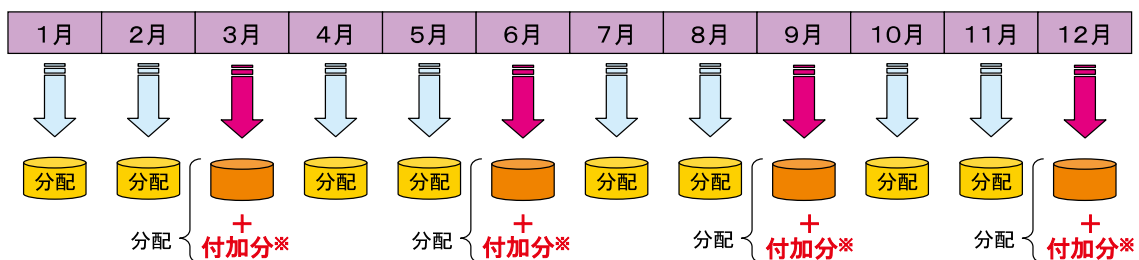 1月 2月 3月 4月 5月 6月 7月 8月 9月 10月 11月 12月
分配 分配 分配 分配 分配 分配 分配 分配
分配 ＋ 付加分※ 分配 ＋ 付加分※ 分配 ＋ 付加分※ 分配 ＋ 付加分※